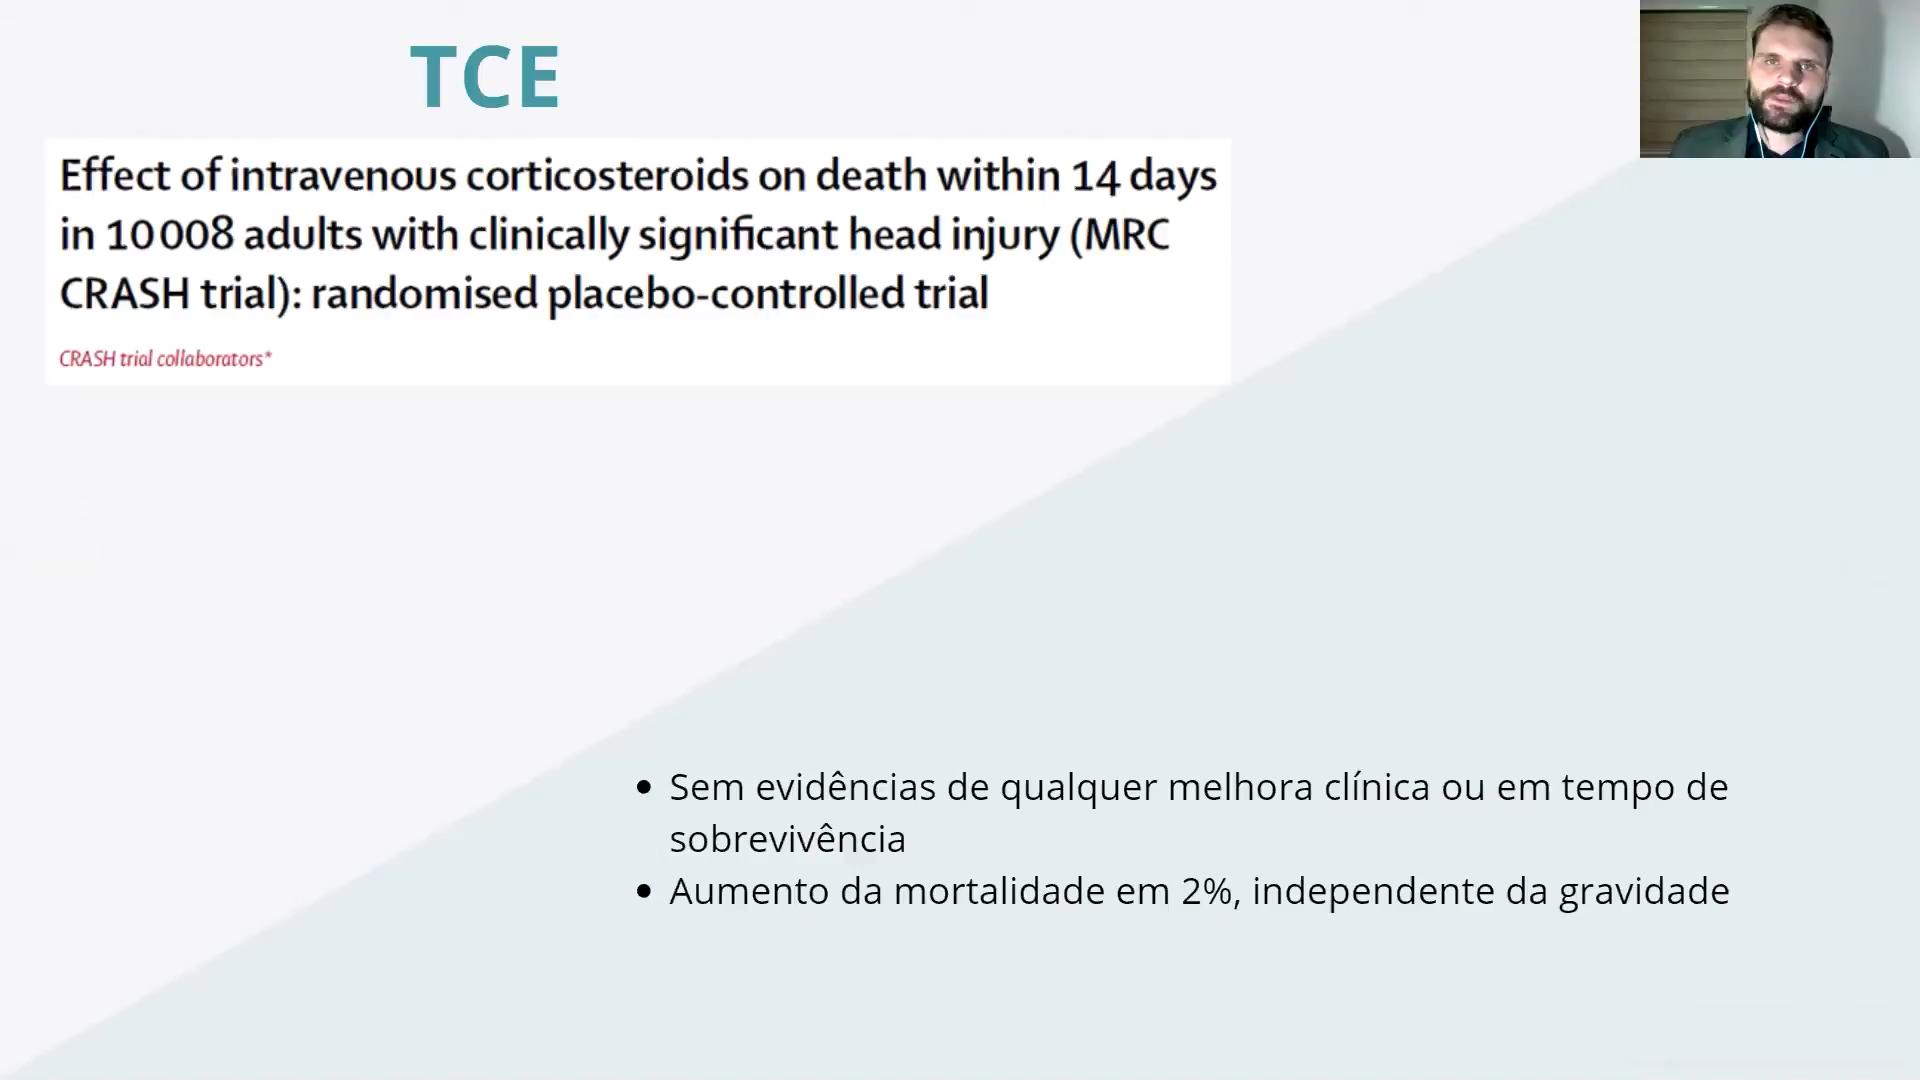 TCE
Effect of intravenous corticosteroids on death within 14 days
in 10 008 adults with clinically significant head injury (MRC
CRASH trial): randomised placebo-controlled trial
CRASH trial collaborators*
• Sem evidências de qualquer melhora clínica ou em tempo de
sobrevivência
• Aumento da mortalidade em 2%, independente da gravidade